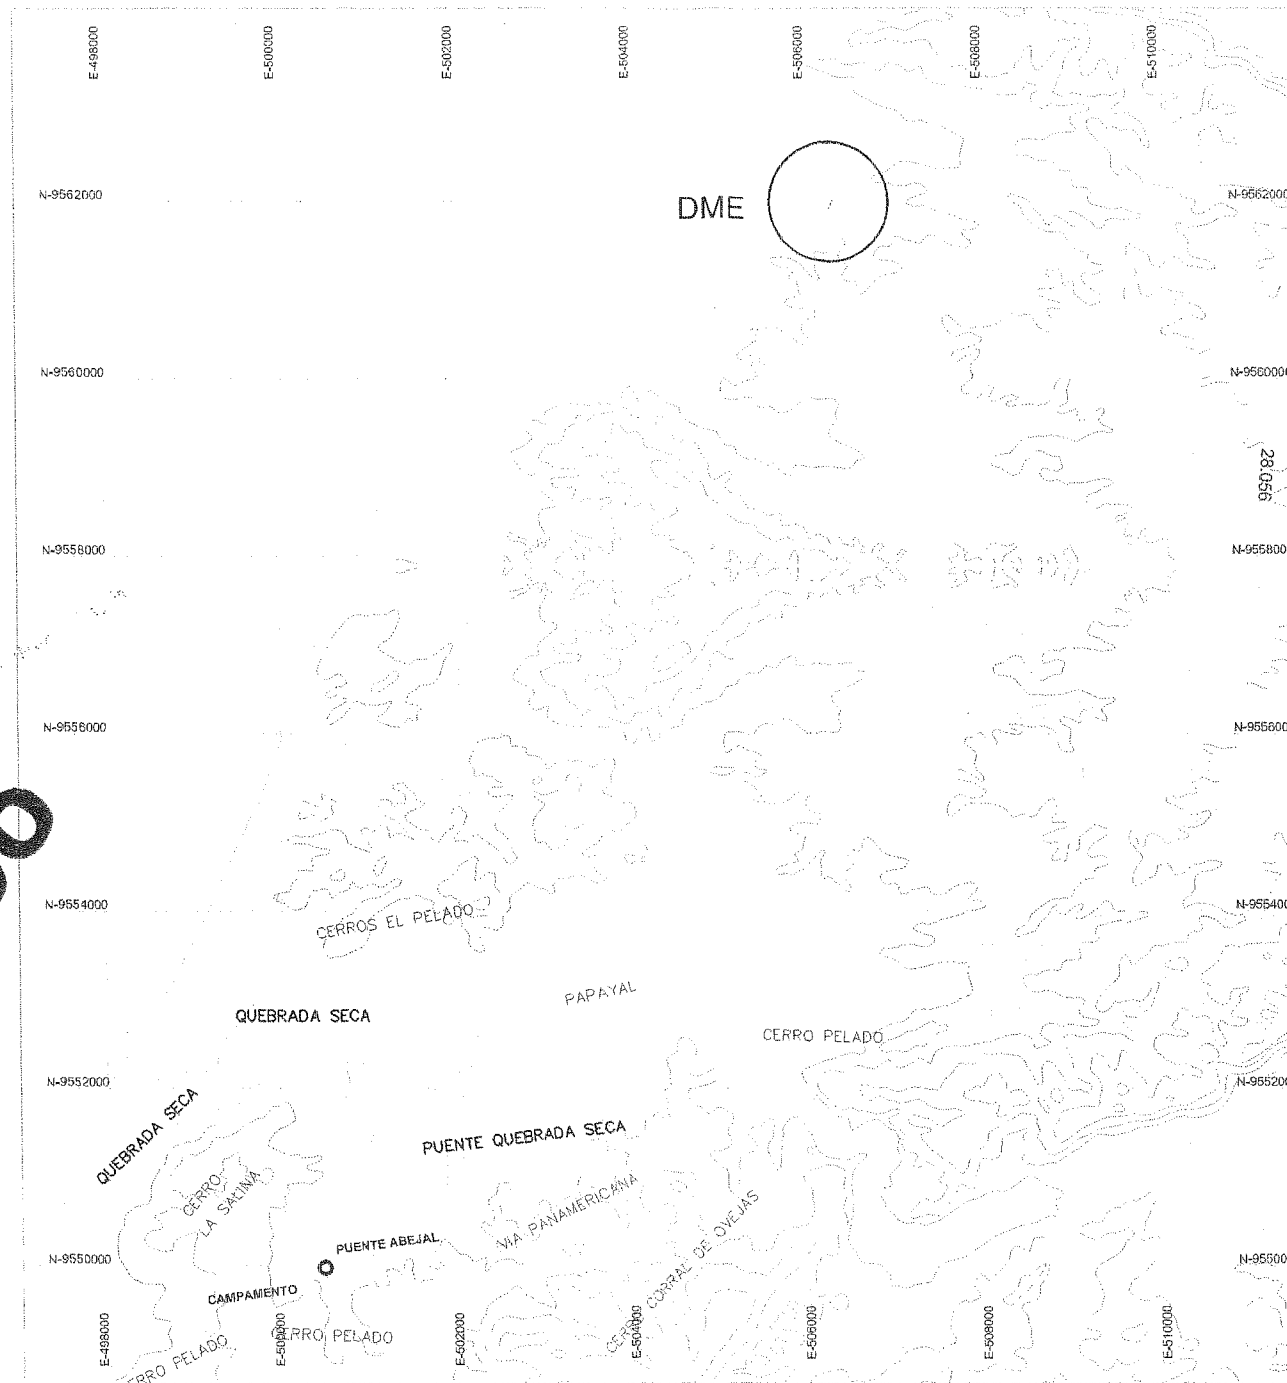 E-498000
E-500000
E-502000
E-504000
E-506000
E-508000
E-510000
N-9562000
DME
N-9562000
N-9560000
N-9560000
28.056
N-9558000
N-955800
N-9556000
N-955600
N-9554000
N-955400
CERROS EL PELADO
PAPAYAL
QUEBRADA SECA
CERRO PELADO
N-9552000
N-955200
QUEBRADA SECA
PUENTE QUEBRADA SECA
CERRO
LA SALINA
VIA PANAMERICANA
CERRO CORRAL DE OVEJAS
PUENTE ABEJAL
N-9550000
N-95500
CAMPAMENTO
CERRO PELADO
ERRO PELADO
E-498000
E-500000
E-502000
E-504000
E-506000
E-508000
E-510000